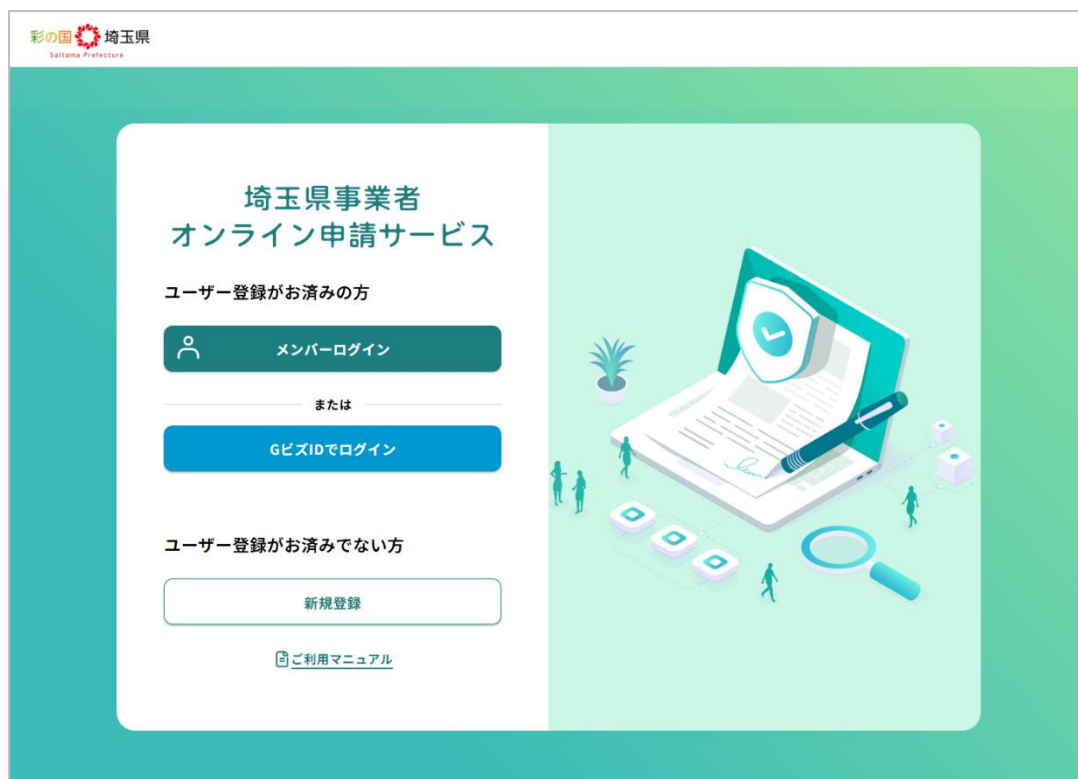 彩の国 埼玉県
Saitama Prefecture
埼玉県事業者
オンライン申請サービス
ユーザー登録がお済みの方
メンバーログイン
または
GビズIDでログイン
ユーザー登録がお済みでない方
新規登録
ご利用マニュアル